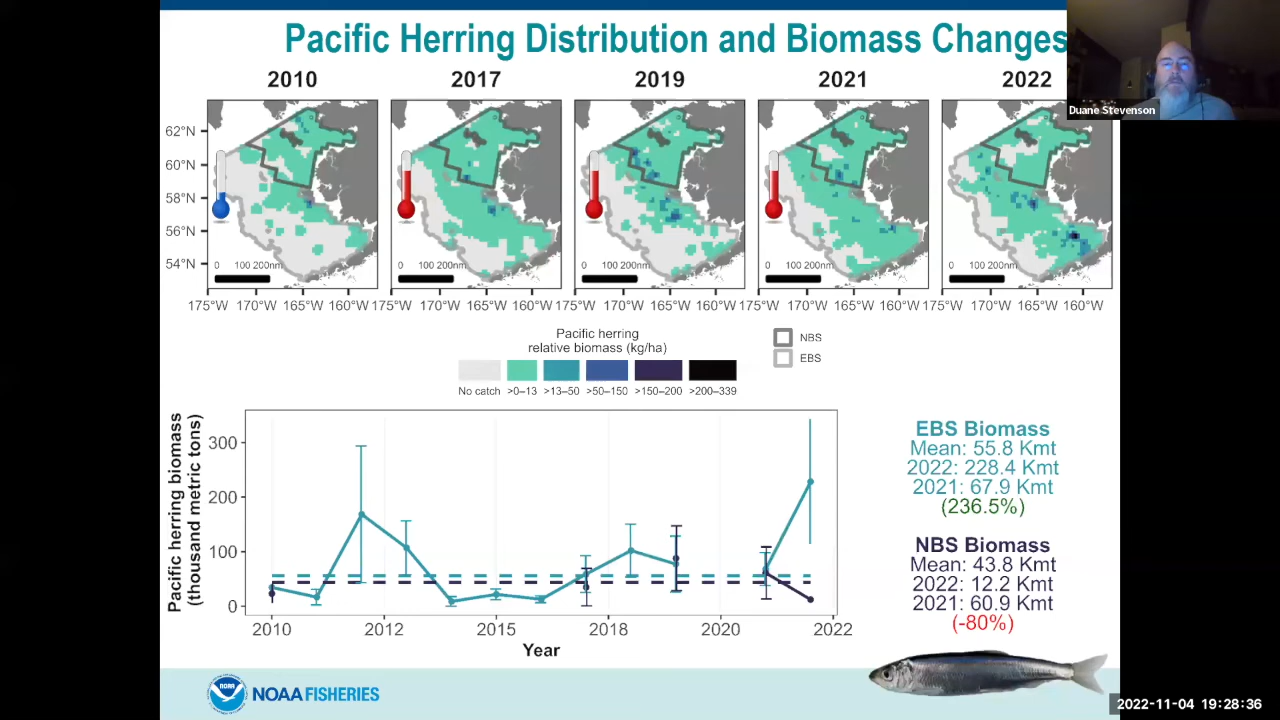 Pacific Herring Distribution and Biomass Changes
Duane Stevenson
2010 2017 2019 2021 2022
62°N
60°N
58°N
56°N
54°N
0 100 200nm 0 100 200nm 0 100 200nm 0 100 200nm 0 100 200nm
175°W 170°W 165°W 160°W 175°W 170°W 165°W 160°W 175°W 170°W 165°W 160°W 175°W 170°W 165°W 160°W 175°W 170°W 165°W 160°W
Pacific herring
relative biomass (kg/ha)
No catch >0–13 >13–50 >50–150 >150–200 >200–339
NBS
EBS
Pacific herring biomass
(thousand metric tons)
300
200
100
0
2010 2012 2015 2018 2020 2022
Year
EBS Biomass
Mean: 55.8 Kmt
2022: 228.4 Kmt
2021: 67.9 Kmt
(236.5%)
NBS Biomass
Mean: 43.8 Kmt
2022: 12.2 Kmt
2021: 60.9 Kmt
(-80%)
NOAA
NOAA FISHERIES
2022-11-04 19:28:36